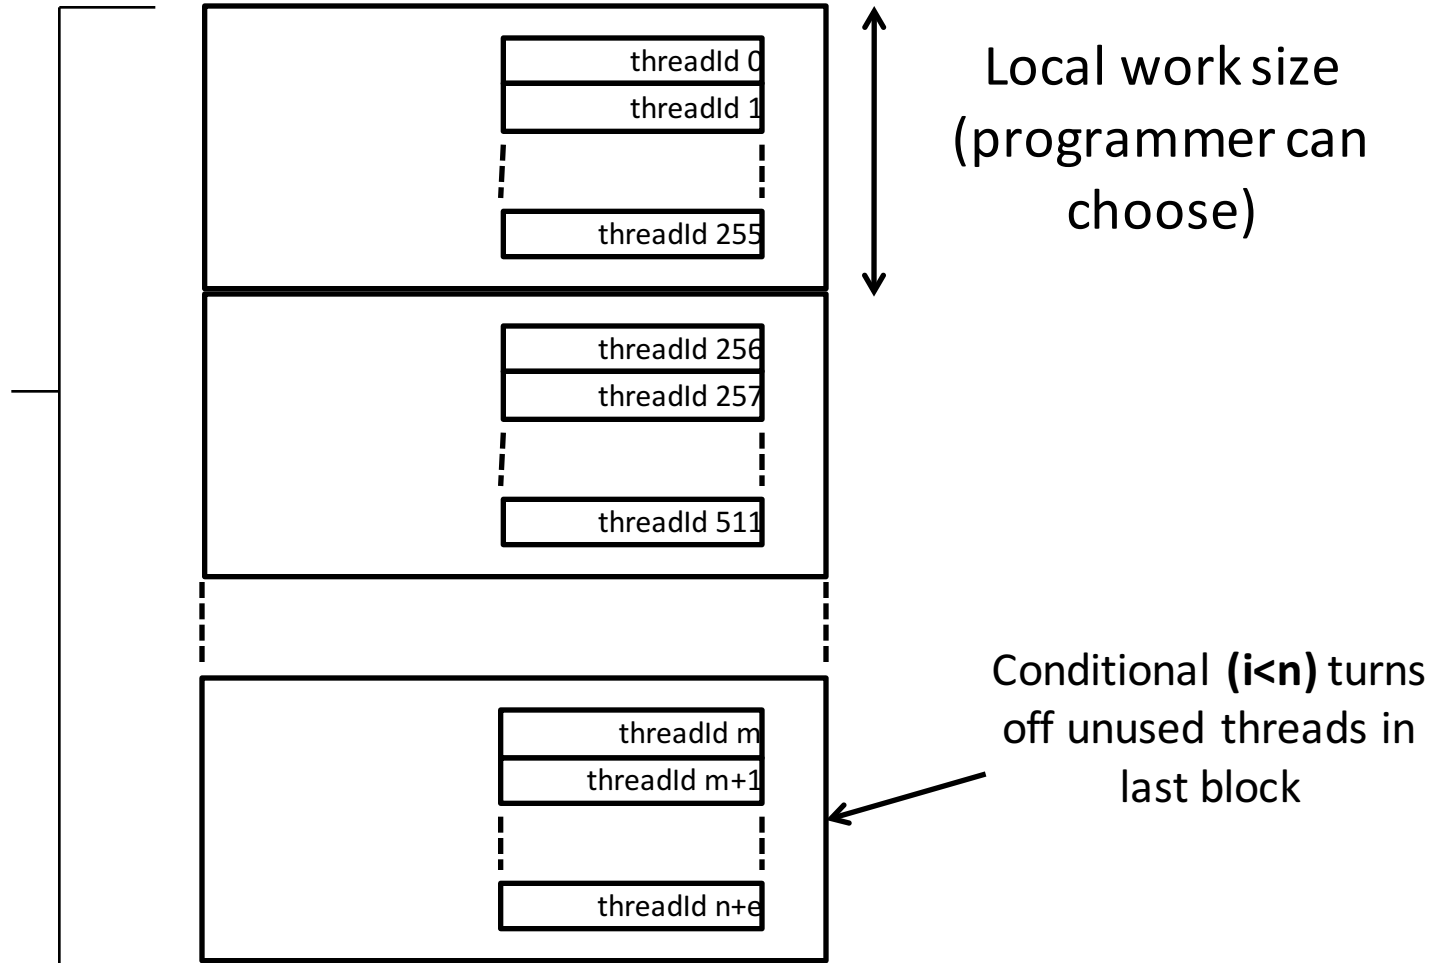 threadId 0
threadId 1
threadId 255
Local work size
(programmer can
choose)
threadId 256
threadId 257
threadId 511
threadId m
threadId m+1
threadId n+e
Conditional (i<n) turns
off unused threads in
last block